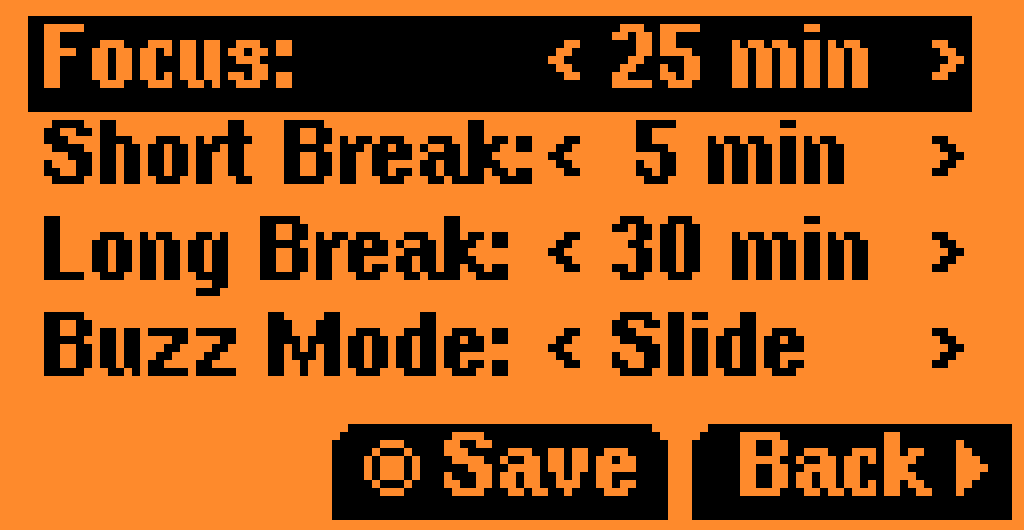 Focus: < 25 min >
Short Break: < 5 min >
Long Break: < 30 min >
Buzz Mode: < Slide >
Save Back